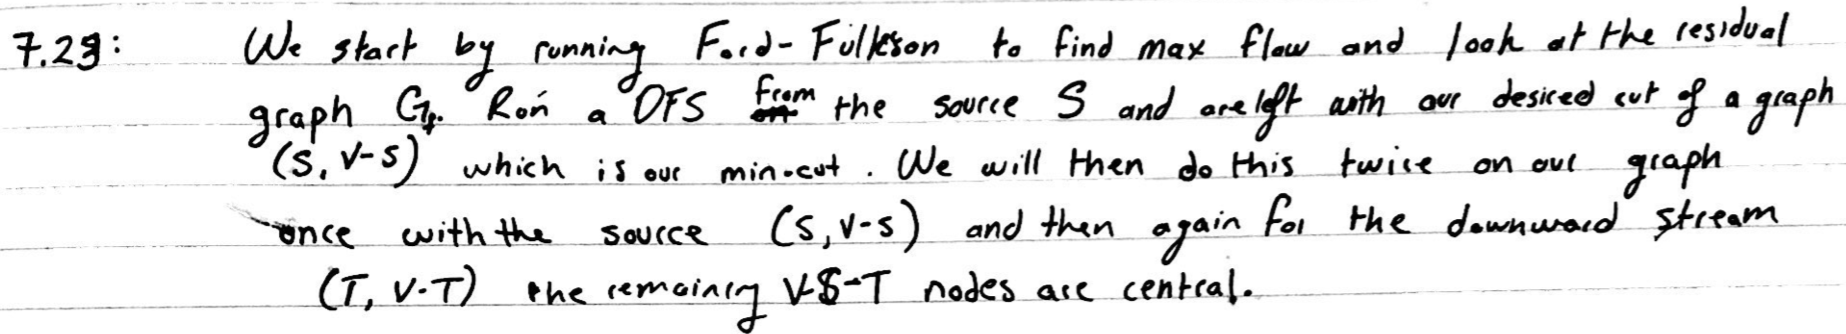 7.23: We start by running Ford-Fulkerson to find max flow and look at the residual
graph Gf. Run a DFS from the source S and are left with our desired cut of a graph
(S, V-S) which is our min-cut. We will then do this twice on our graph
once with the source (S, V-S) and then again for the downward stream
(T, V-T) the remaining V-S-T nodes are central.